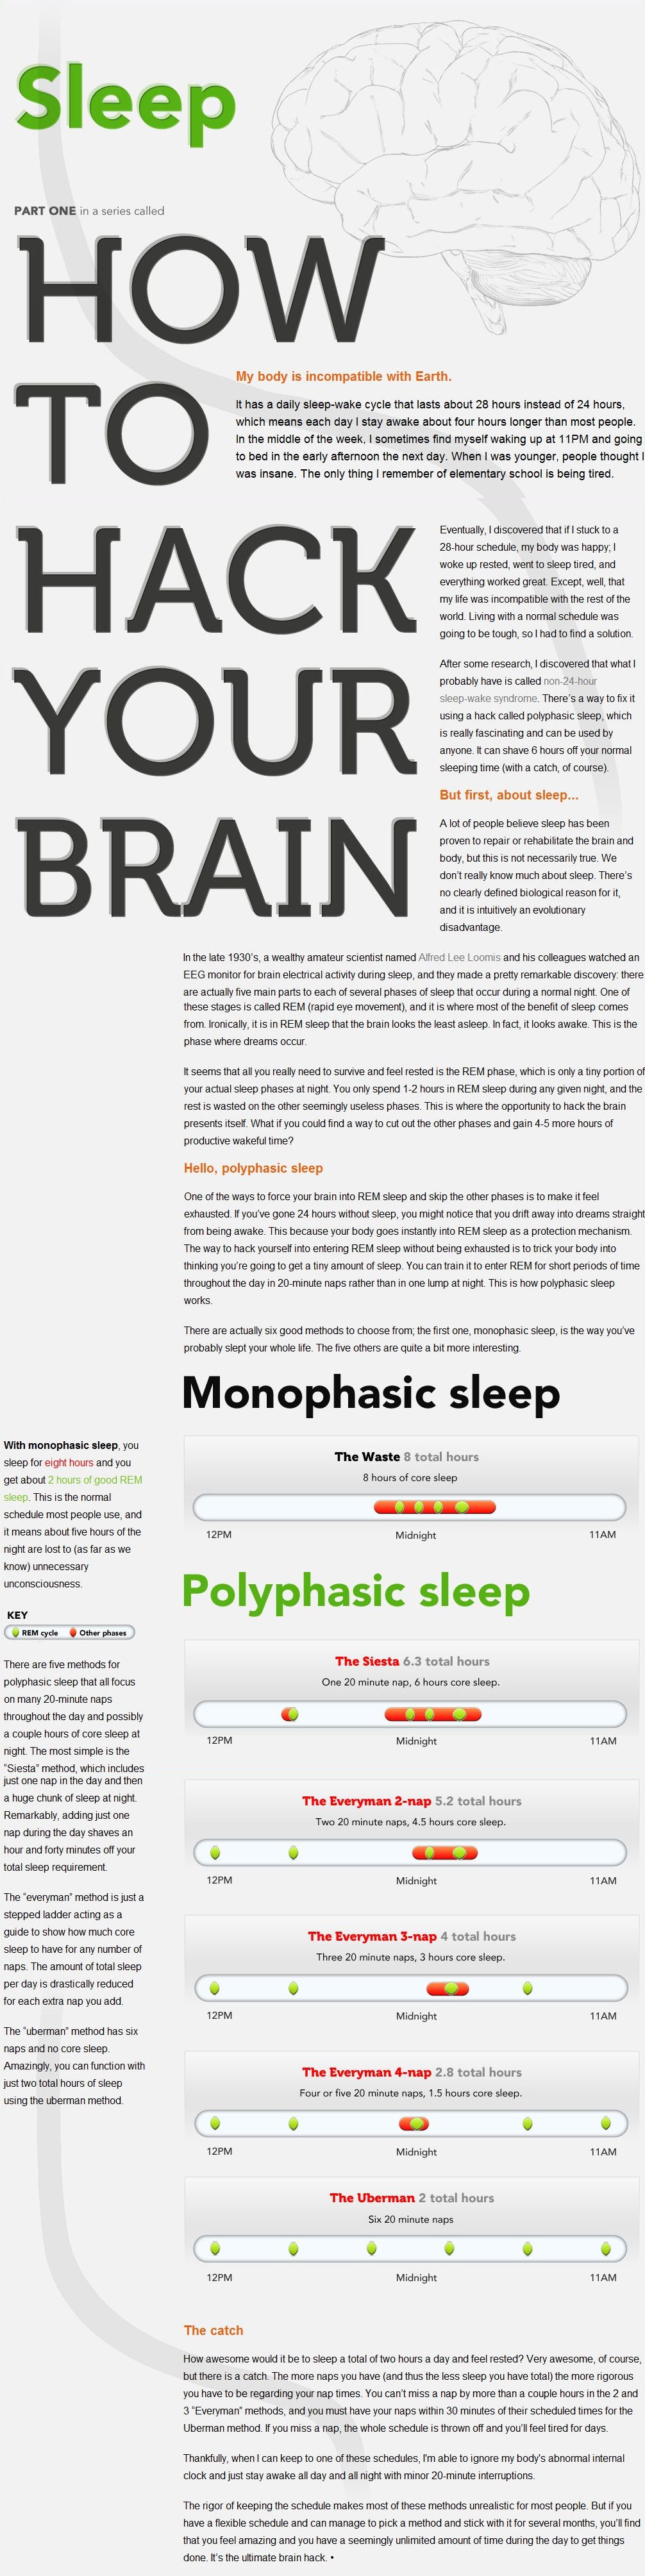 Sleep
PART ONE in a series called
HOW
TO
HACK
YOUR
BRAIN
My body is incompatible with Earth.
It has a daily sleep-wake cycle that lasts about 28 hours instead of 24 hours,
which means each day I stay awake about four hours longer than most people.
In the middle of the week, I sometimes find myself waking up at 11PM and going
to bed in the early afternoon the next day. When I was younger, people thought I
was insane. The only thing I remember of elementary school is being tired.
Eventually, I discovered that if I stuck to a
28-hour schedule, my body was happy; I
woke up rested, went to sleep tired, and
everything worked great. Except, well, that
my life was incompatible with the rest of the
world. Living with a normal schedule was
going to be tough, so I had to find a solution.
After some research, I discovered that what I
probably have is called non-24-hour
sleep-wake syndrome. There's a way to fix it
using a hack called polyphasic sleep, which
is really fascinating and can be used by
anyone. It can shave 6 hours off your normal
sleeping time (with a catch, of course).
But first, about sleep...
A lot of people believe sleep has been
proven to repair or rehabilitate the brain and
body, but this is not necessarily true. We
don't really know much about sleep. There's
no clearly defined biological reason for it,
and it is intuitively an evolutionary
disadvantage.
In the late 1930's, a wealthy amateur scientist named Alfred Lee Loomis and his colleagues watched an
EEG monitor for brain electrical activity during sleep, and they made a pretty remarkable discovery: there
are actually five main parts to each of several phases of sleep that occur during a normal night. One of
these stages is called REM (rapid eye movement), and it is where most of the benefit of sleep comes
from. Ironically, it is in REM sleep that the brain looks the least asleep. In fact, it looks awake. This is the
phase where dreams occur.
It seems that all you really need to survive and feel rested is the REM phase, which is only a tiny portion of
your actual sleep phases at night. You only spend 1-2 hours in REM sleep during any given night, and the
rest is wasted on the other seemingly useless phases. This is where the opportunity to hack the brain
presents itself. What if you could find a way to cut out the other phases and gain 4-5 more hours of
productive wakeful time?
Hello, polyphasic sleep
One of the ways to force your brain into REM sleep and skip the other phases is to make it feel
exhausted. If you've gone 24 hours without sleep, you might notice that you drift away into dreams straight
from being awake. This because your body goes instantly into REM sleep as a protection mechanism.
The way to hack yourself into entering REM sleep without being exhausted is to trick your body into
thinking you're going to get a tiny amount of sleep. You can train it to enter REM for short periods of time
throughout the day in 20-minute naps rather than in one lump at night. This is how polyphasic sleep
works.
There are actually six good methods to choose from; the first one, monophasic sleep, is the way you've
probably slept your whole life. The five others are quite a bit more interesting.
Monophasic sleep
With monophasic sleep, you
sleep for eight hours and you
get about 2 hours of good REM
sleep. This is the normal
schedule most people use, and
it means about five hours of the
night are lost to (as far as we
know) unnecessary
unconsciousness.
The Waste 8 total hours
8 hours of core sleep
12PM
Midnight
11AM
Polyphasic sleep
KEY
REM cycle
Other phases
There are five methods for
polyphasic sleep that all focus
on many 20-minute naps
throughout the day and possibly
a couple hours of core sleep at
night. The most simple is the
"Siesta" method, which includes
just one nap in the day and then
a huge chunk of sleep at night.
Remarkably, adding just one
nap during the day shaves an
hour and forty minutes off your
total sleep requirement.
The "everyman" method is just a
stepped ladder acting as a
guide to show how much core
sleep to have for any number of
naps. The amount of total sleep
per day is drastically reduced
for each extra nap you add.
The "uberman" method has six
naps and no core sleep.
Amazingly, you can function with
just two total hours of sleep
using the uberman method.
The Siesta 6.3 total hours
One 20 minute nap, 6 hours core sleep.
12PM
Midnight
11AM
The Everyman 2-nap 5.2 total hours
Two 20 minute naps, 4.5 hours core sleep.
12PM
Midnight
11AM
The Everyman 3-nap 4 total hours
Three 20 minute naps, 3 hours core sleep.
12PM
Midnight
11AM
The Everyman 4-nap 2.8 total hours
Four or five 20 minute naps, 1.5 hours core sleep.
12PM
Midnight
11AM
The Uberman 2 total hours
Six 20 minute naps
12PM
Midnight
11AM
The catch
How awesome would it be to sleep a total of two hours a day and feel rested? Very awesome, of course,
but there is a catch. The more naps you have (and thus the less sleep you have total) the more rigorous
you have to be regarding your nap times. You can't miss a nap by more than a couple hours in the 2 and
3 "Everyman" methods, and you must have your naps within 30 minutes of their scheduled times for the
Uberman method. If you miss a nap, the whole schedule is thrown off and you'll feel tired for days.
Thankfully, when I can keep to one of these schedules, I'm able to ignore my body's abnormal internal
clock and just stay awake all day and all night with minor 20-minute interruptions.
The rigor of keeping the schedule makes most of these methods unrealistic for most people. But if you
have a flexible schedule and can manage to pick a method and stick with it for several months, you'll find
that you feel amazing and you have a seemingly unlimited amount of time during the day to get things
done. It's the ultimate brain hack. •